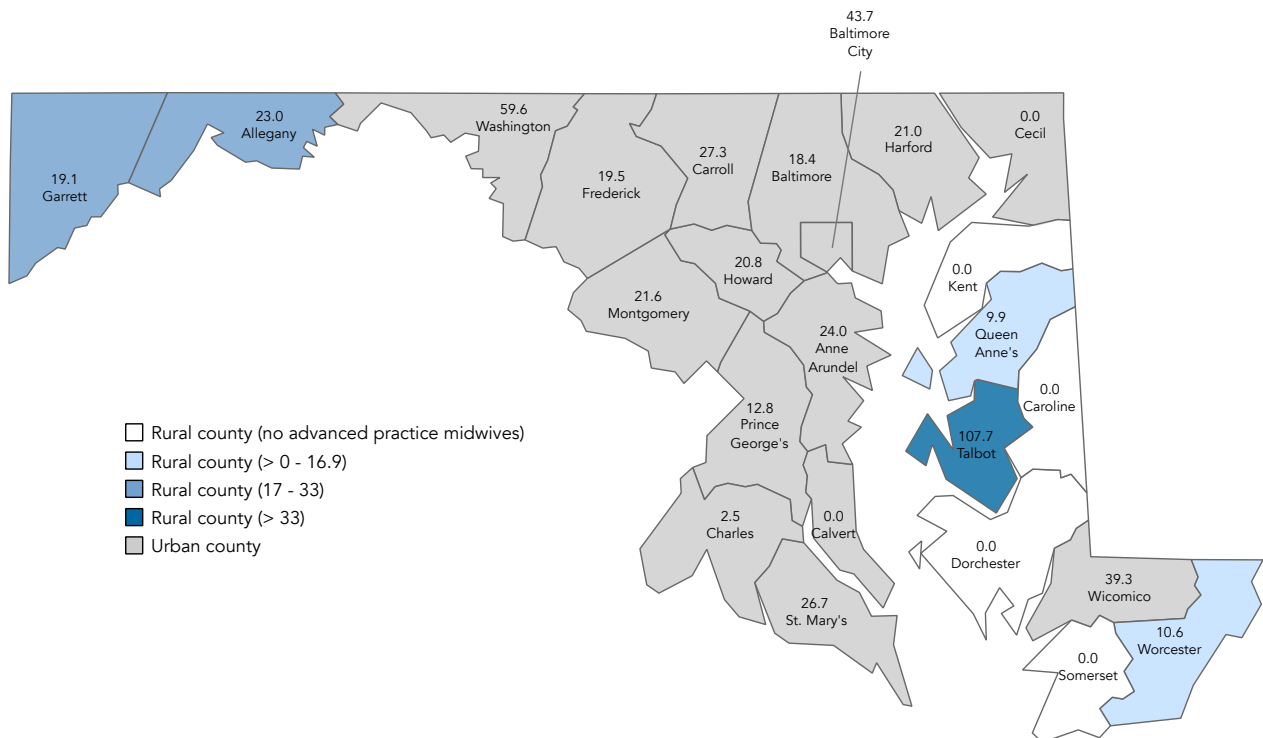 43.7
Baltimore
City
59.6
Washington
23.0
Allegany
19.1
Garrett
19.5
Frederick
27.3
Carroll
18.4
Baltimore
21.0
Harford
0.0
Cecil
20.8
Howard
21.6
Montgomery
0.0
Kent
9.9
Queen
Anne's
24.0
Anne
Arundel
0.0
Caroline
12.8
Prince
George's
107.7
Talbot
Rural county (no advanced practice midwives)
Rural county (> 0 - 16.9)
Rural county (17 - 33)
Rural county (> 33)
Urban county
2.5
Charles
0.0
Calvert
0.0
Dorchester
26.7
St. Mary's
39.3
Wicomico
10.6
Worcester
0.0
Somerset